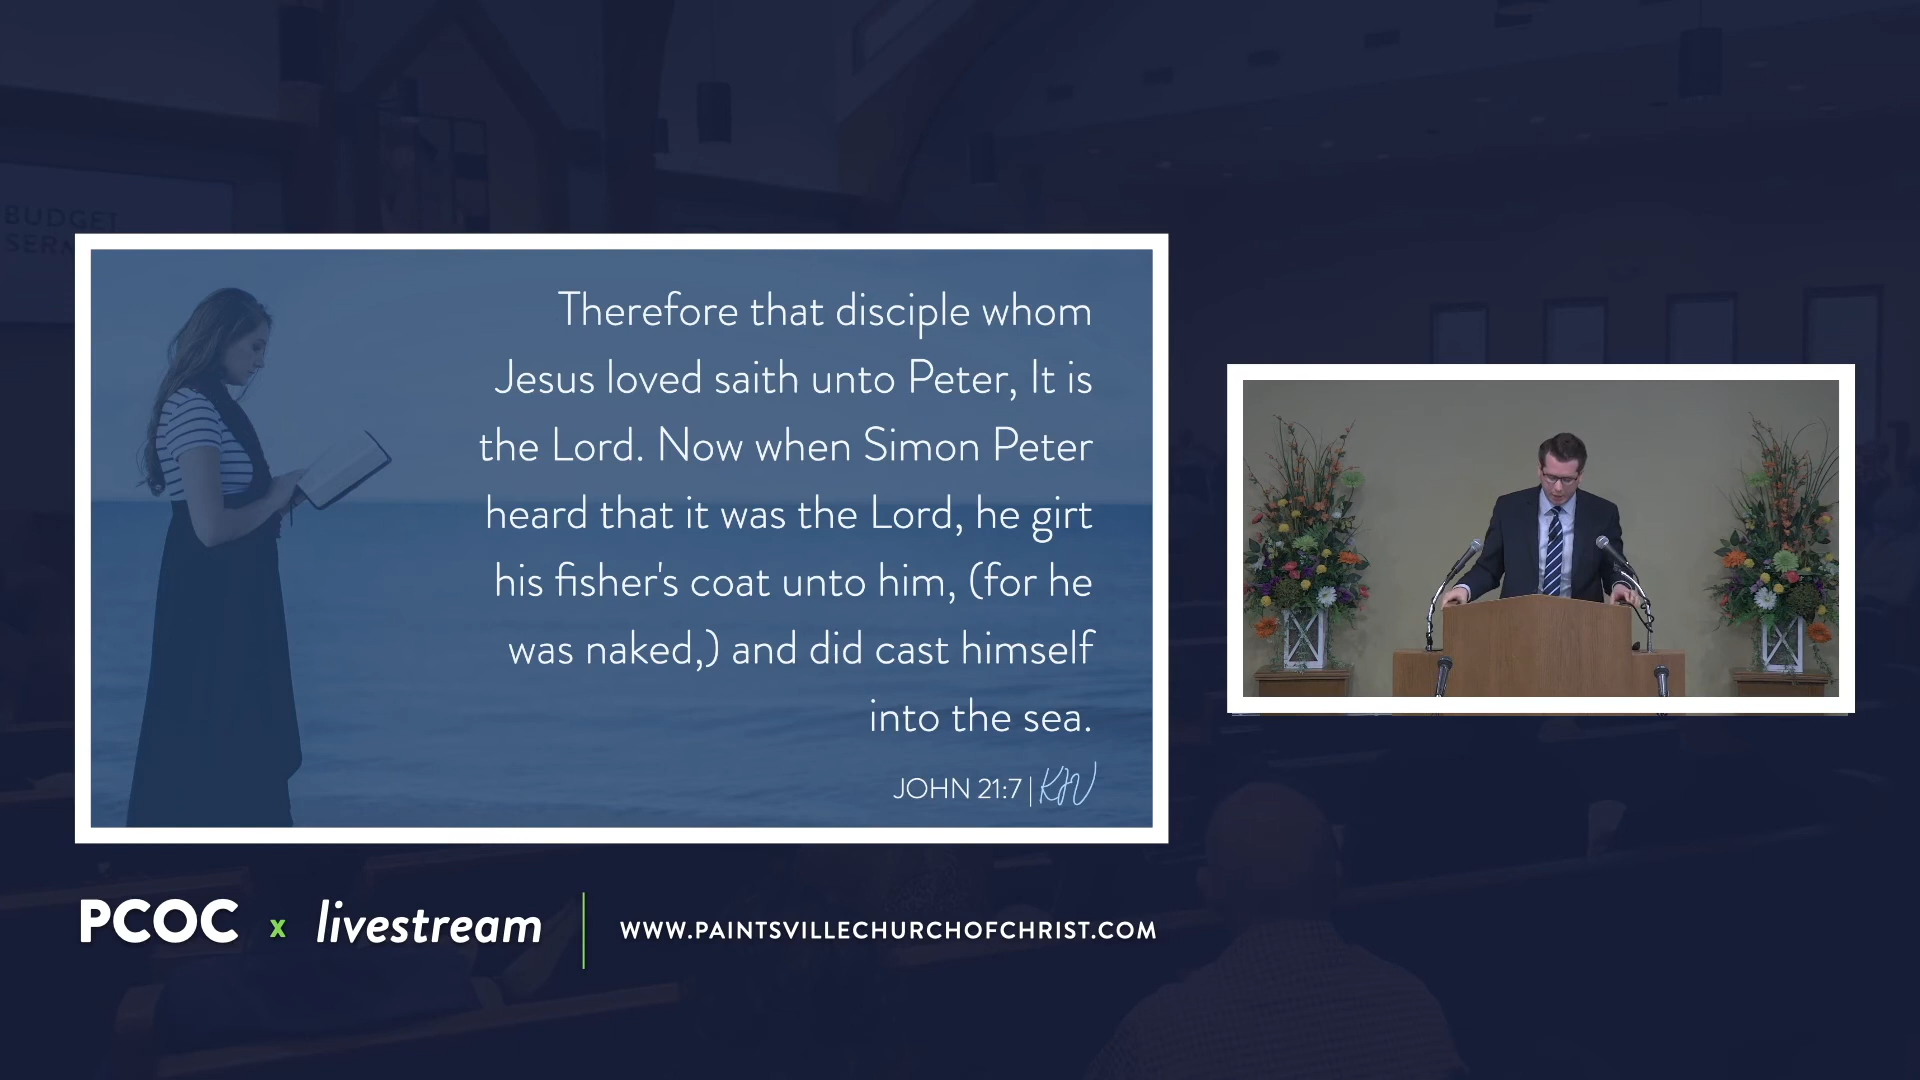 BUDGET
Therefore that disciple whom
Jesus loved saith unto Peter, It is
the Lord. Now when Simon Peter
heard that it was the Lord, he girt
his fisher's coat unto him, (for he
was naked,) and did cast himself
into the sea.
JOHN 21:7 | KJV
PCOC x livestream | WWW.PAINTSVILLECHURCHOFCHRIST.COM